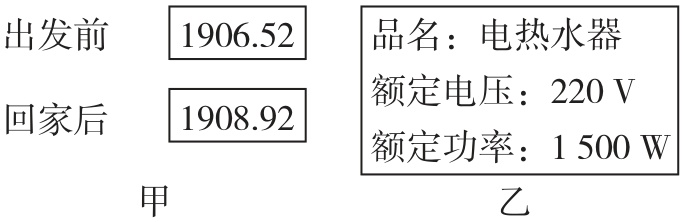 出发前 1906.52
回家后 1908.92
甲
品名：电热水器
额定电压：220 V
额定功率：1 500 W
乙